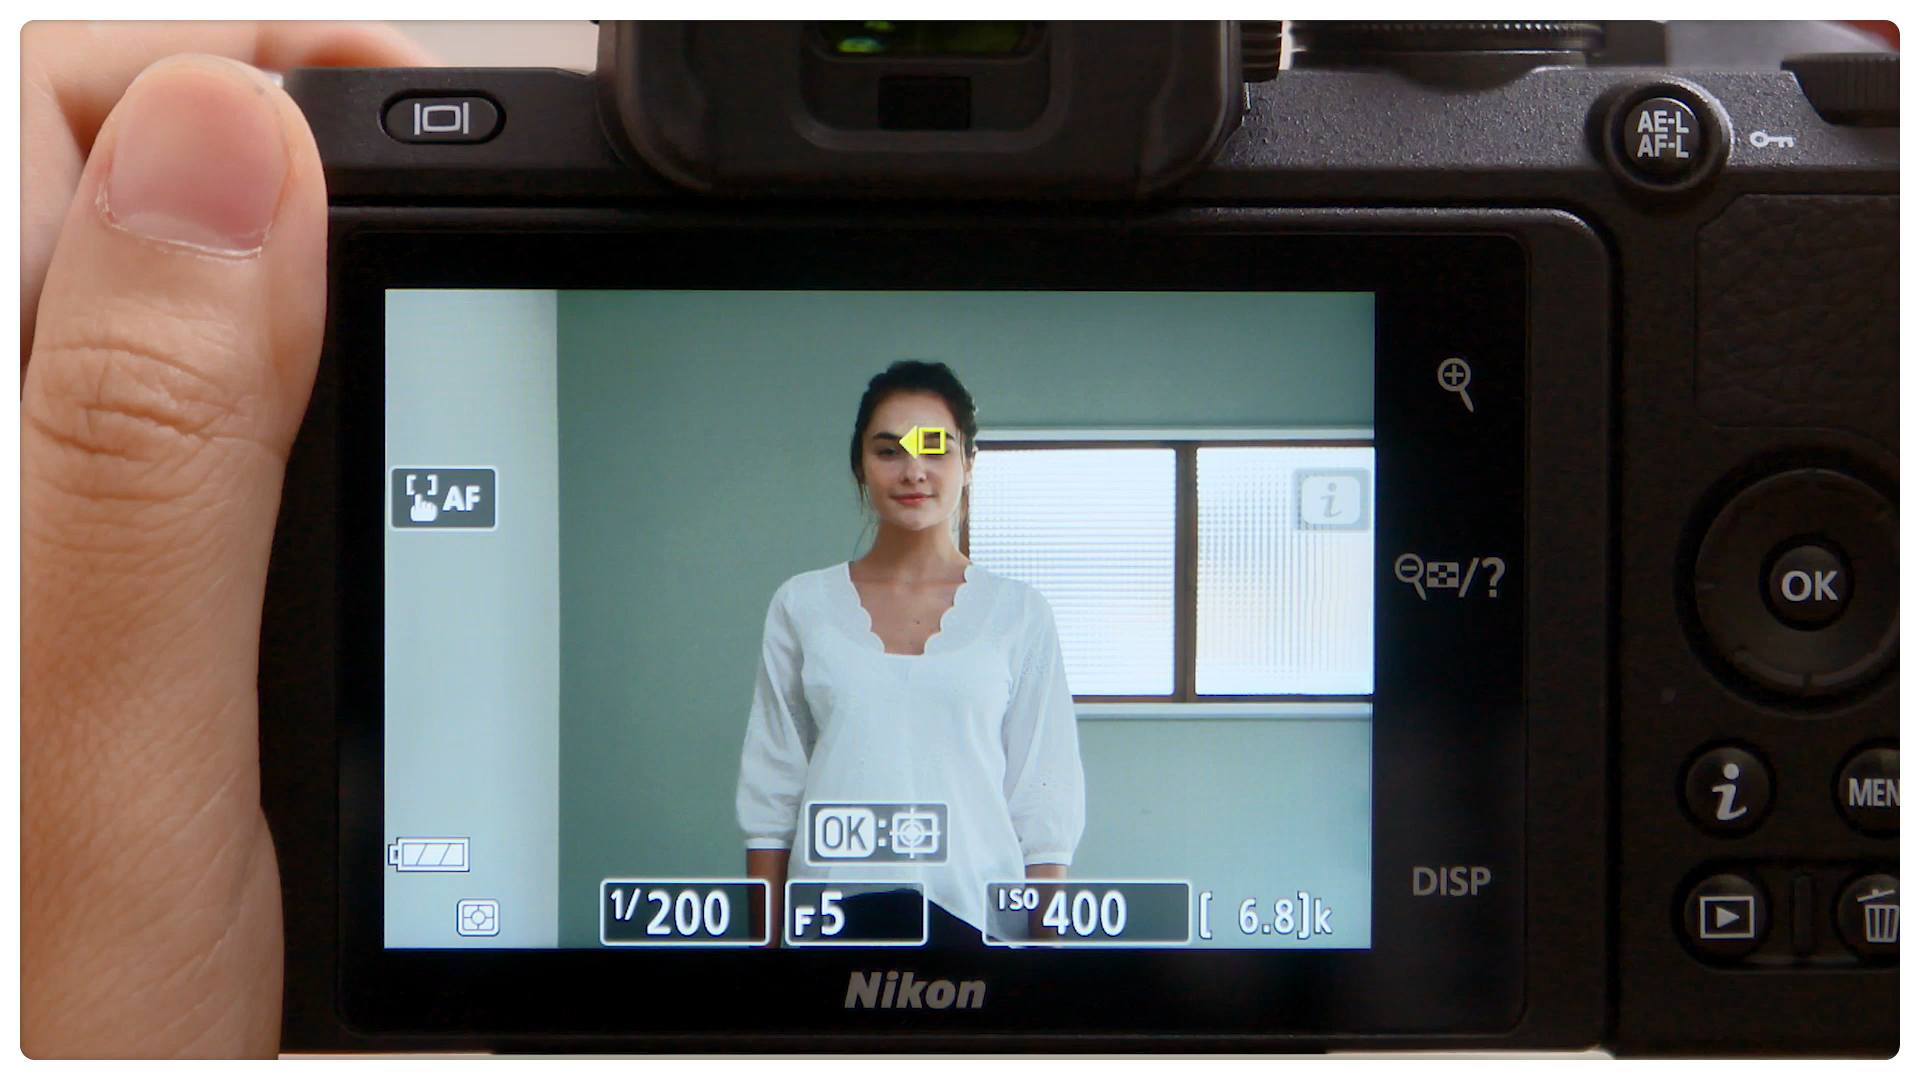 AE-L
AF-L
AF
i
/?
OK
OK:
i
MEN
1/200 F5 ISO 400 [ 6.8]k
DISP
Nikon